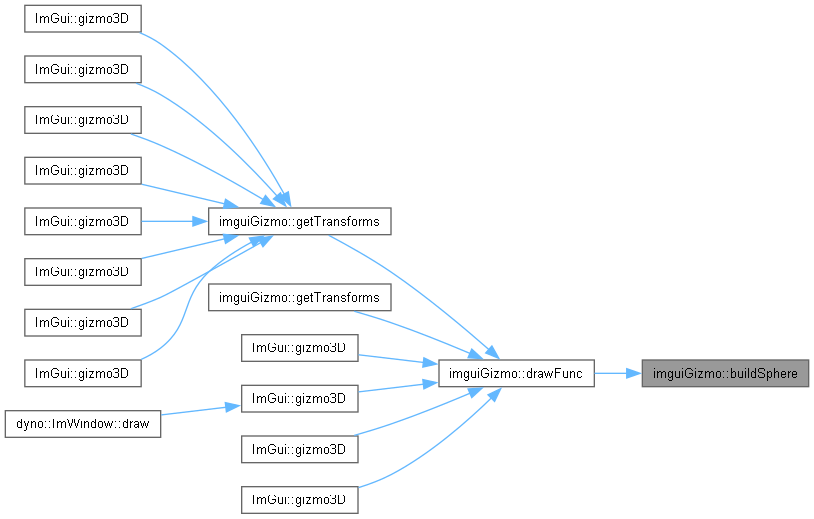 ImGui::gizmo3D
ImGui::gizmo3D
ImGui::gizmo3D
ImGui::gizmo3D
ImGui::gizmo3D
imguiGizmo::getTransforms
ImGui::gizmo3D
imguiGizmo::getTransforms
ImGui::gizmo3D
ImGui::gizmo3D
ImGui::gizmo3D
imguiGizmo::drawFunc
imguiGizmo::buildSphere
ImGui::gizmo3D
dyno::ImWindow::draw
ImGui::gizmo3D
ImGui::gizmo3D